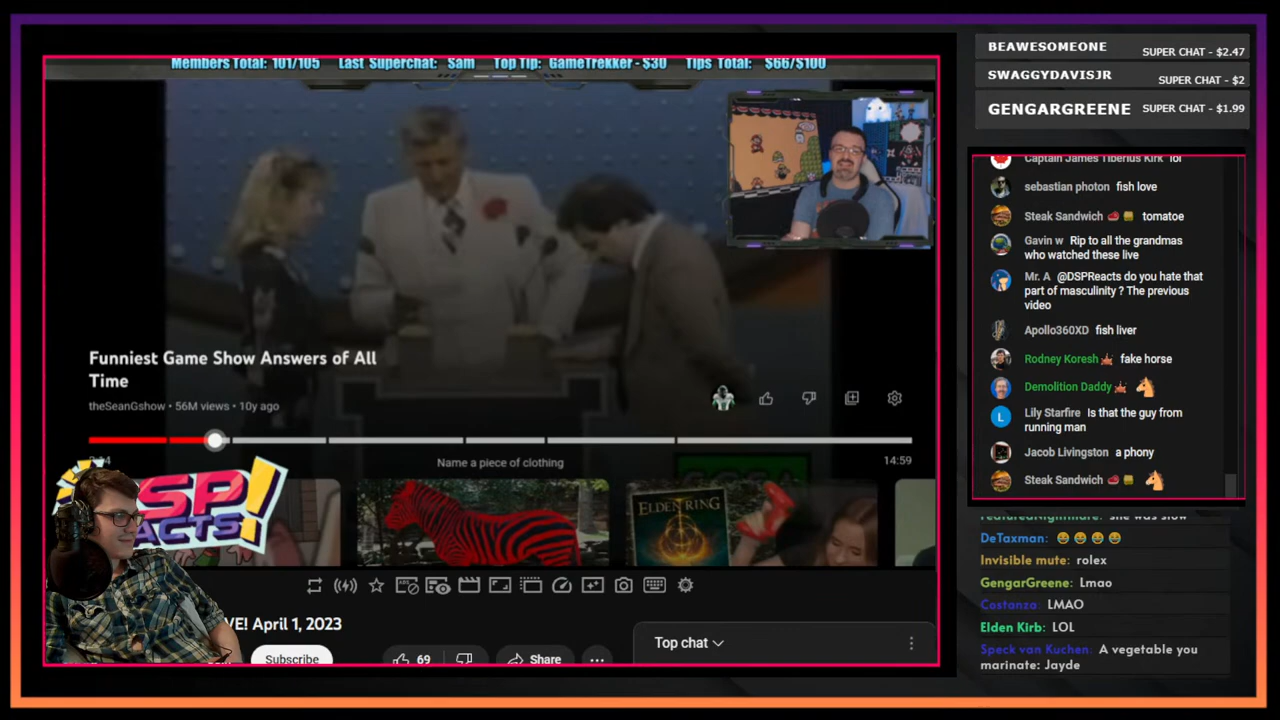 Members Total: 101/105 Last Superchat: Sam Top Tip: GameTrekker - $30 Tips Total: $66/$100
Funniest Game Show Answers of All
Time
theSeanGshow • 56M views • 10y ago
Name a piece of clothing
14:59
SP!
ACTS!
ELDEN RING
VE! April 1, 2023
Subscribe
69
Share
Top chat
BEAWESOMEONE SUPER CHAT - $2.47
SWAGGYDAVISJR SUPER CHAT - $2
GENGARGREENE SUPER CHAT - $1.99
Captain James Tiberius Kirk lol
sebastian photon fish love
Steak Sandwich tomatoe
Gavin w Rip to all the grandmas
who watched these live
Mr. A @DSPReacts do you hate that
part of masculinity ? The previous
video
Apollo360XD fish liver
Rodney Koresh fake horse
Demolition Daddy 🐴
Lily Starfire Is that the guy from
running man
Jacob Livingston a phony
Steak Sandwich 🐴
FeaturedNightmare: she was slow
DeTaxman: 😄 😄 😄 😄
Invisible mute: rolex
GengarGreene: Lmao
Costanza: LMAO
Elden Kirb: LOL
Speck van Kuchen: A vegetable you
marinate: Jayde